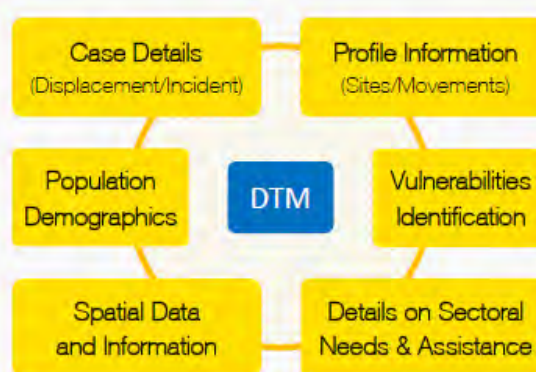 Case Details
(Displacement/Incident)
Profile Information
(Sites/Movements)
Population
Demographics
DTM
Vulnerabilities
Identification
Spatial Data
and Information
Details on Sectoral
Needs & Assistance